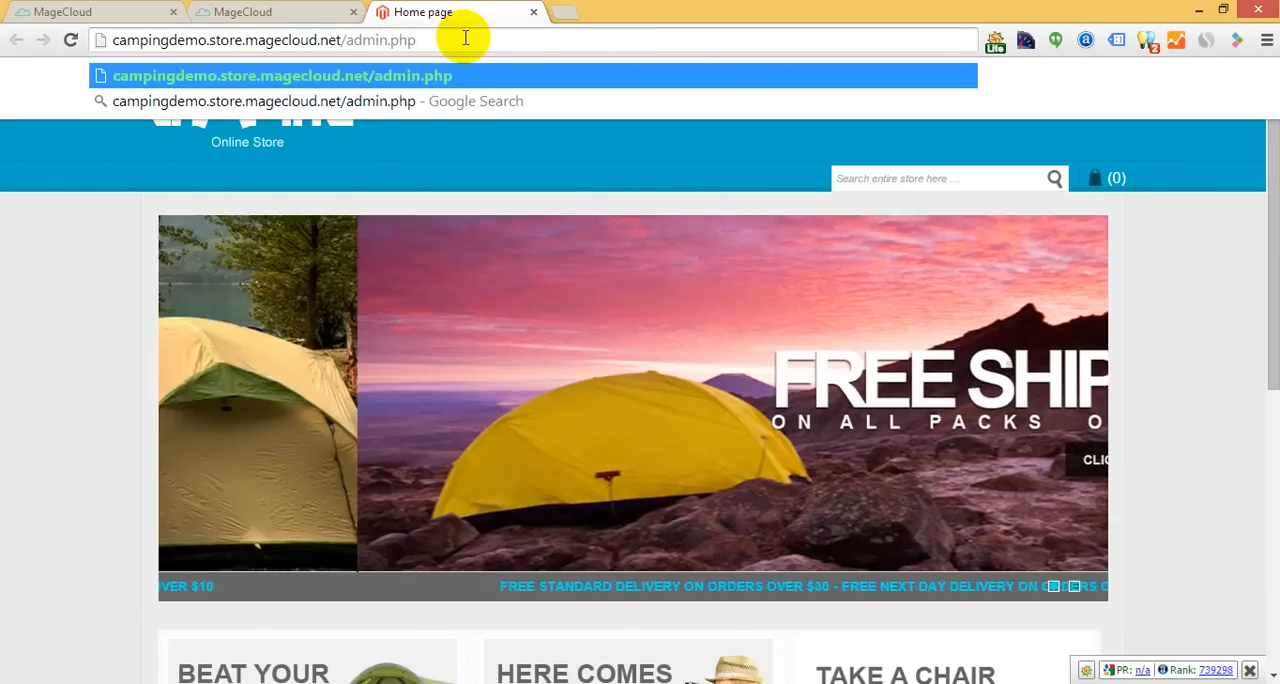 MageCloud
MageCloud
Home page
campingdemo.store.magecloud.net/admin.php
Life
2
campingdemo.store.magecloud.net/admin.php
campingdemo.store.magecloud.net/admin.php - Google Search
Online Store
Search entire store here ....
(0)
FREE SHIP
ON ALL PACKS O
CLIC
VER $10
FREE STANDARD DELIVERY ON ORDERS OVER $30 - FREE NEXT DAY DELIVERY ON ORDERS O
BEAT YOUR
HERE COMES
TAKE A CHAIR
PR: n/a
Rank: 739298